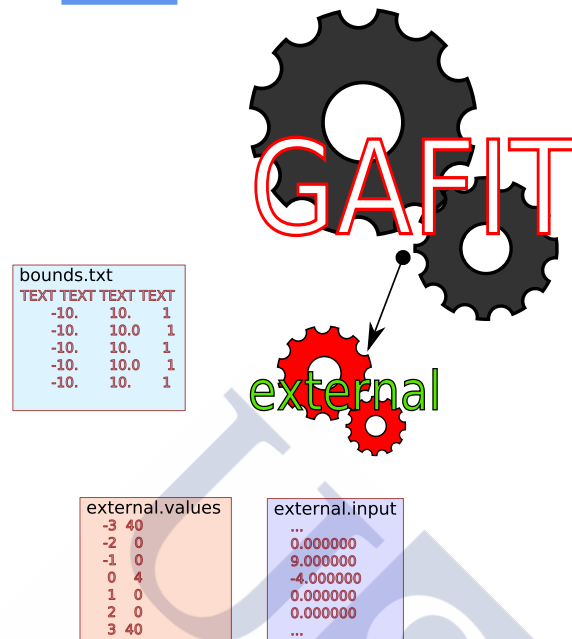 GAFIT
bounds.txt
TEXT TEXT TEXT TEXT
-10. 10. 1
-10. 10.0 1
-10. 10. 1
-10. 10.0 1
-10. 10. 1
external
external.values
-3 40
-2 0
-1 0
0 4
1 0
2 0
3 40
external.input
...
0.000000
9.000000
-4.000000
0.000000
0.000000
...